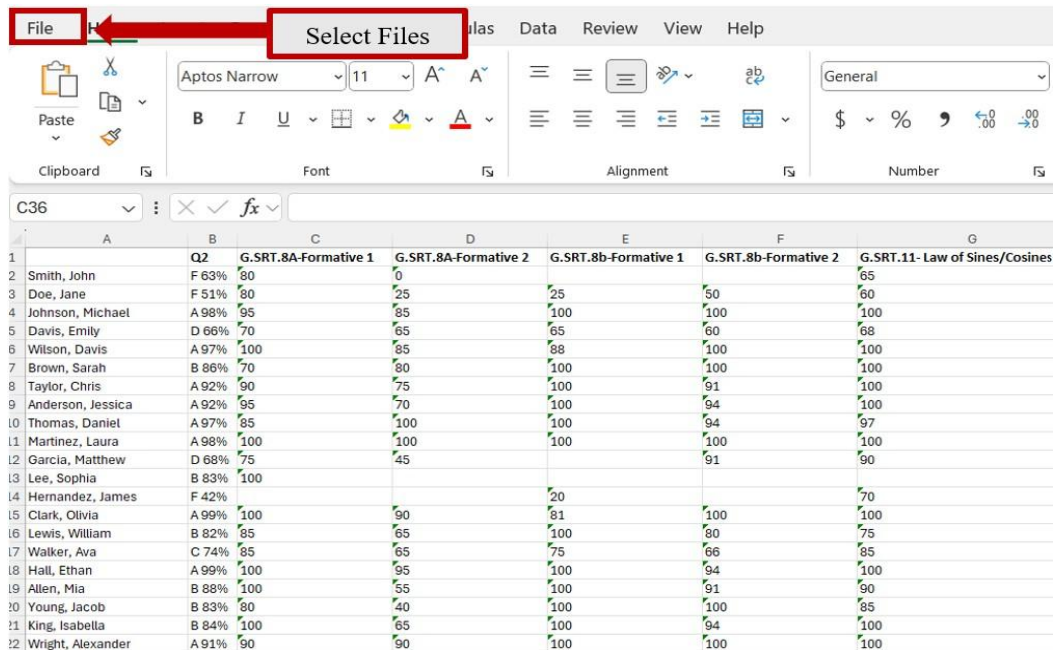 File H Select Files ulas Data Review View Help
Aptos Narrow 11 A A ab General
Paste B I U A $ % 9 .00 .00
Clipboard Font Alignment Number
C36 fx
A B C D E F G
1 Q2 G.SRT.8A-Formative 1 G.SRT.8A-Formative 2 G.SRT.8b-Formative 1 G.SRT.8b-Formative 2 G.SRT.11- Law of Sines/Cosines
2 Smith, John F 63% 80 0 65
3 Doe, Jane F 51% 80 25 25 50 60
4 Johnson, Michael A 98% 95 85 100 100 100
5 Davis, Emily D 66% 70 65 65 60 68
6 Wilson, Davis A 97% 100 85 88 100 100
7 Brown, Sarah B 86% 70 80 100 100 100
8 Taylor, Chris A 92% 90 75 100 91 100
9 Anderson, Jessica A 92% 95 70 100 94 100
10 Thomas, Daniel A 97% 85 100 100 94 97
11 Martinez, Laura A 98% 100 100 100 100 100
12 Garcia, Matthew D 68% 75 45 91 90
13 Lee, Sophia B 83% 100
14 Hernandez, James F 42% 20 70
15 Clark, Olivia A 99% 100 90 81 100 100
16 Lewis, William B 82% 85 65 100 80 75
17 Walker, Ava C 74% 85 65 75 66 85
18 Hall, Ethan A 99% 100 95 100 94 100
19 Allen, Mia B 88% 100 55 100 91 90
20 Young, Jacob B 83% 80 40 100 100 85
21 King, Isabella B 84% 100 65 100 94 100
22 Wright, Alexander A 91% 90 90 100 100 100